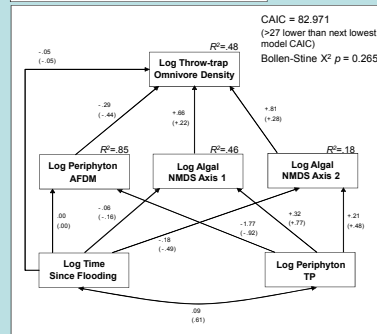 CAIC = 82.971
(>27 lower than next lowest
model CAIC)
Bollen-Stine X² p = 0.265
-.05
(-.05)
R²=.48
Log Throw-trap
Omnivore Density
-.29
(-.44)
+.66
(+.22)
+.81
(+.28)
R²=.85
R²=.46
R²=.18
Log Periphyton
AFDM
Log Algal
NMDS Axis 1
Log Algal
NMDS Axis 2
.00
(.00)
-.06
(-.16)
-.18
(-.49)
-1.77
(-.92)
+.32
(+.77)
+.21
(+.48)
Log Time
Since Flooding
Log Periphyton
TP
.09
(.61)